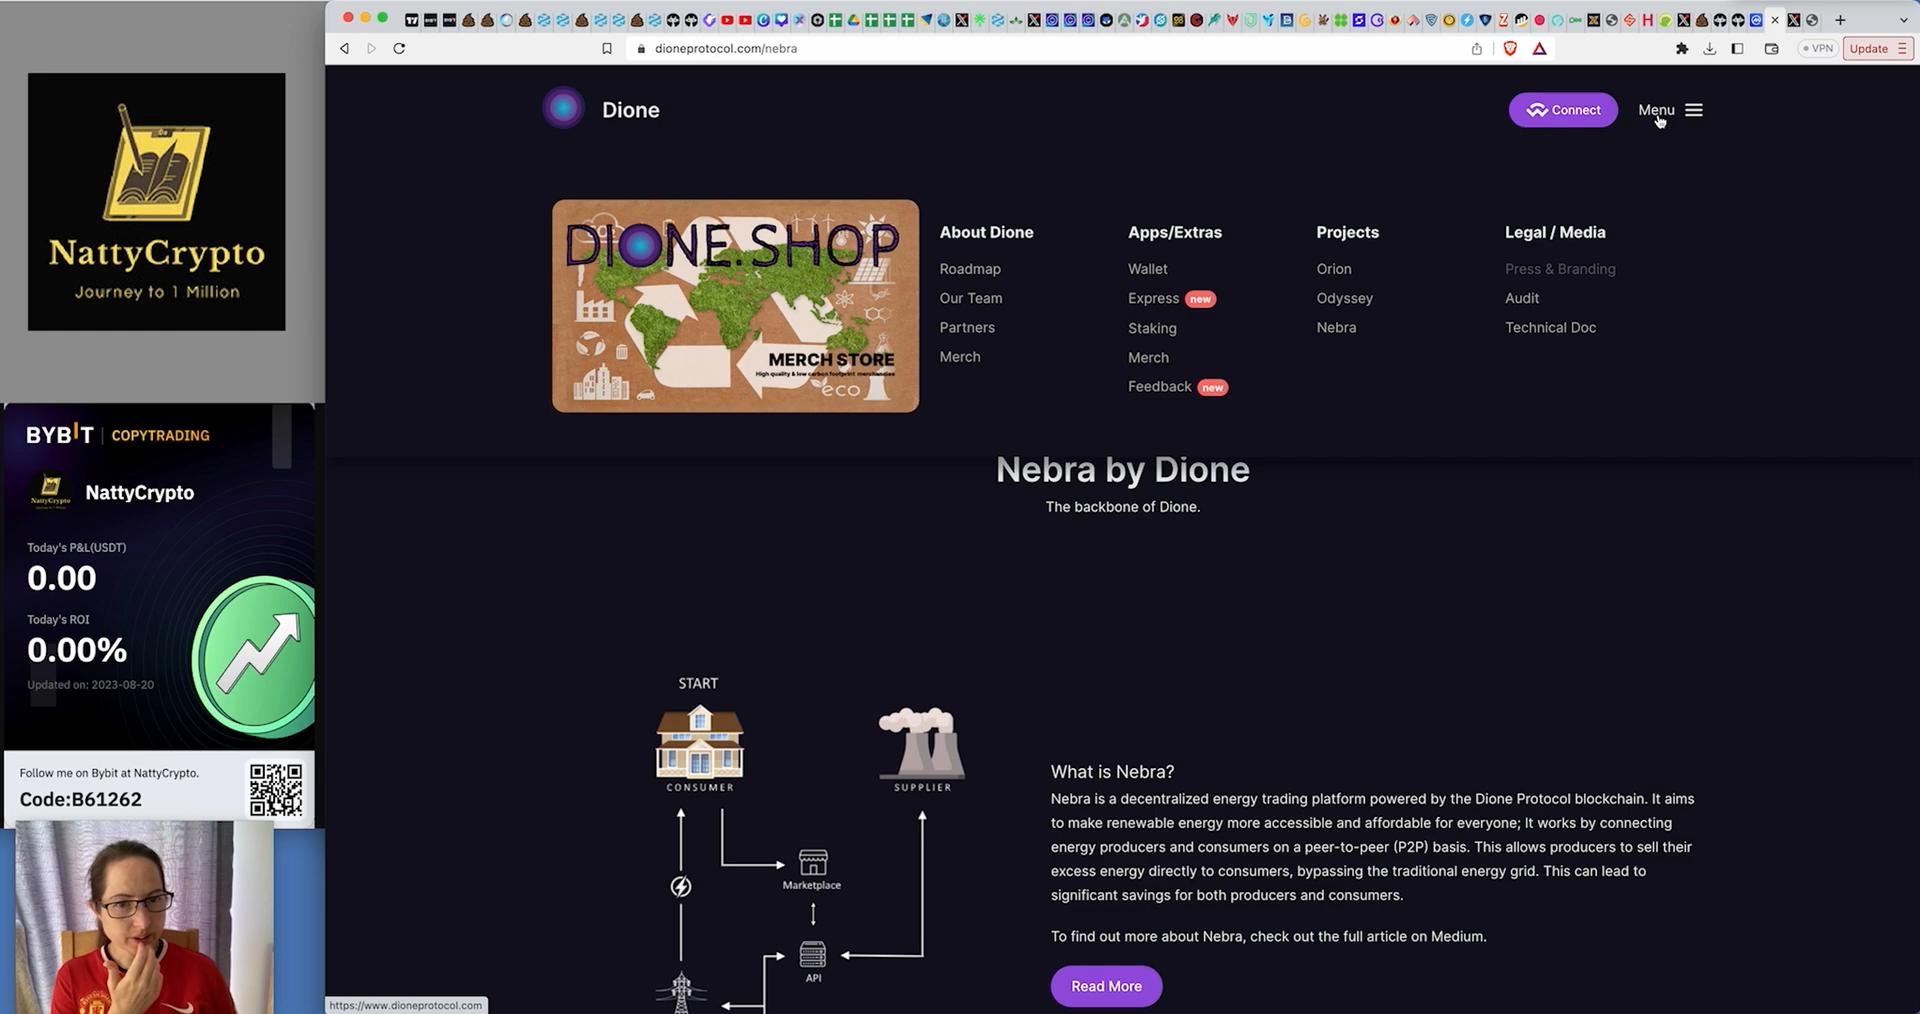 NattyCrypto
Journey to 1 Million
BYBIT | COPYTRADING
NattyCrypto
Today's P&L(USDT)
0.00
Today's ROI
0.00%
Updated on: 2023-08-20
Follow me on Bybit at NattyCrypto.
Code:B61262
dioneprotocol.com/nebra
VPN
Update
Dione
Connect
Menu
DIONE.SHOP
MERCH STORE
High quality & low carbon footprint merchandies
eco
About Dione
Roadmap
Our Team
Partners
Merch
Apps/Extras
Wallet
Express new
Staking
Merch
Feedback new
Projects
Orion
Odyssey
Nebra
Legal / Media
Press & Branding
Audit
Technical Doc
Nebra by Dione
The backbone of Dione.
START
CONSUMER
SUPPLIER
Marketplace
API
What is Nebra?
Nebra is a decentralized energy trading platform powered by the Dione Protocol blockchain. It aims
to make renewable energy more accessible and affordable for everyone; It works by connecting
energy producers and consumers on a peer-to-peer (P2P) basis. This allows producers to sell their
excess energy directly to consumers, bypassing the traditional energy grid. This can lead to
significant savings for both producers and consumers.
To find out more about Nebra, check out the full article on Medium.
Read More
https://www.dioneprotocol.com